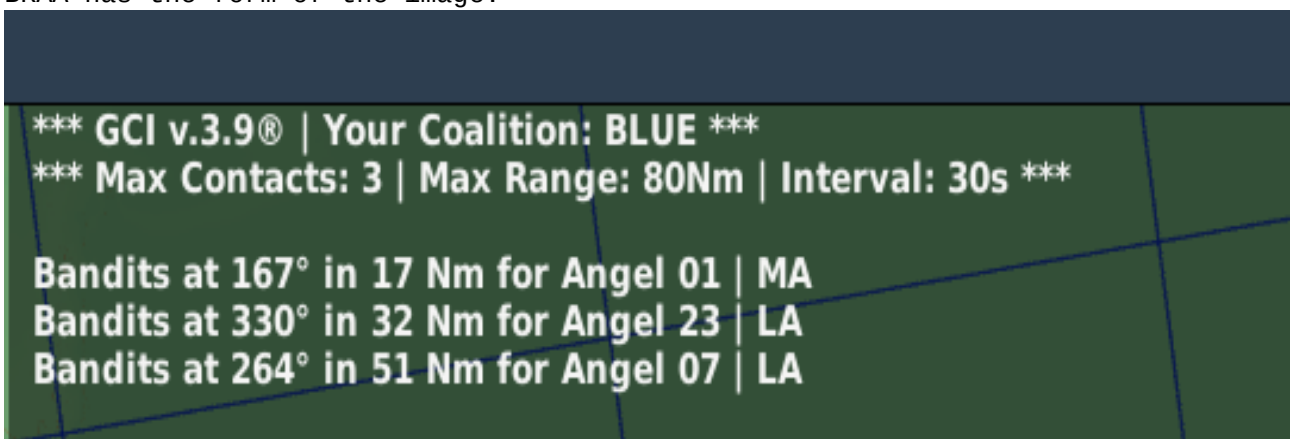 *** GCI v.3.9® | Your Coalition: BLUE ***
*** Max Contacts: 3 | Max Range: 80Nm | Interval: 30s ***
Bandits at 167° in 17 Nm for Angel 01 | MA
Bandits at 330° in 32 Nm for Angel 23 | LA
Bandits at 264° in 51 Nm for Angel 07 | LA